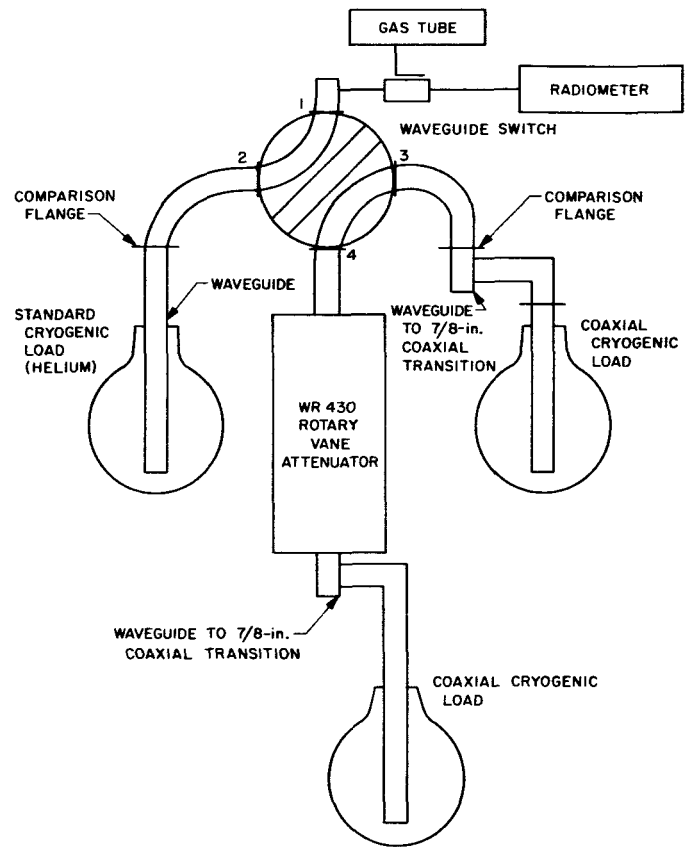 GAS TUBE
RADIOMETER
1
WAVEGUIDE SWITCH
2
3
COMPARISON
FLANGE
COMPARISON
FLANGE
4
WAVEGUIDE
STANDARD
CRYOGENIC
LOAD
(HELIUM)
WAVEGUIDE
TO 7/8-in.
COAXIAL
TRANSITION
COAXIAL
CRYOGENIC
LOAD
WR 430
ROTARY
VANE
ATTENUATOR
WAVEGUIDE TO 7/8-in.
COAXIAL TRANSITION
COAXIAL CRYOGENIC
LOAD